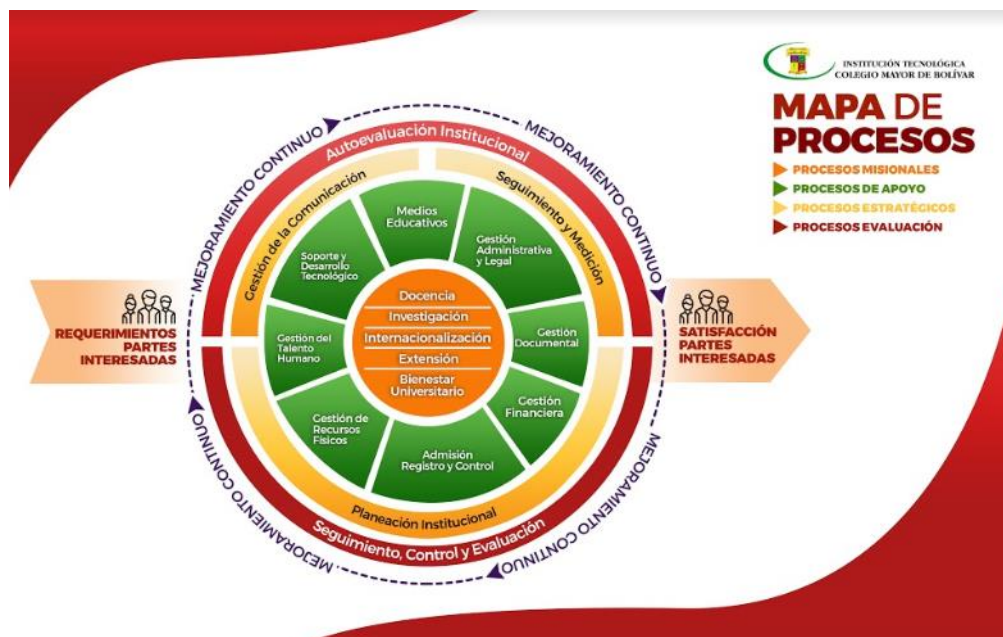 INSTITUCIÓN TECNOLÓGICA
COLEGIO MAYOR DE BOLÍVAR
MAPA DE
PROCESOS
PROCESOS MISIONALES
PROCESOS DE APOYO
PROCESOS ESTRATÉGICOS
PROCESOS EVALUACIÓN
REQUERIMIENTOS
PARTES
INTERESADAS
MEJORAMIENTO CONTINUO
MEJORAMIENTO CONTINUO
Autoevaluación Institucional
Gestión de la Comunicación
Seguimiento y Medición
Medios
Educativos
Gestión
Administrativa
y Legal
Soporte y
Desarrollo
Tecnológico
Gestión
Documental
Gestión del
Talento
Humano
Gestión
Financiera
Gestión de
Recursos
Físicos
Admisión
Registro y Control
Docencia
Investigación
Internacionalización
Extensión
Bienestar
Universitario
Planeación Institucional
Seguimiento, Control y Evaluación
MEJORAMIENTO CONTINUO
MEJORAMIENTO CONTINUO
MEJORAMIENTO CONTINUO
SATISFACCIÓN
PARTES
INTERESADAS